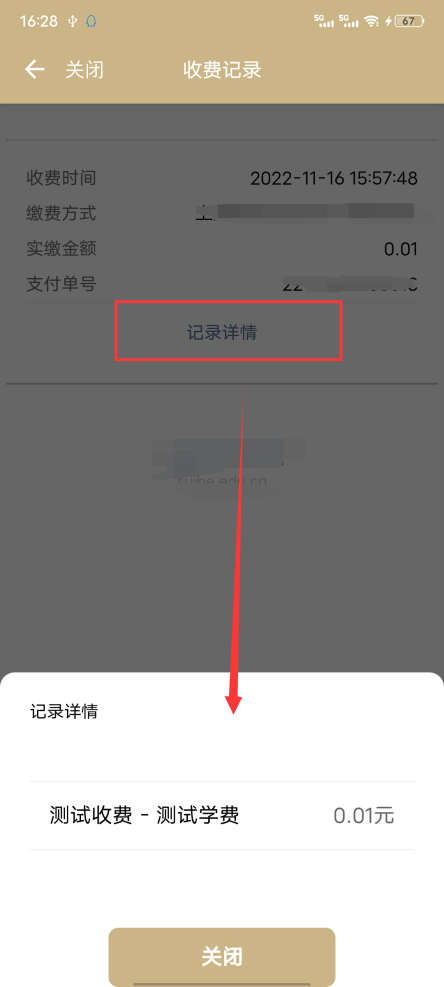 16:28 5G 5G 67
关闭 收费记录
收费时间 2022-11-16 15:57:48
缴费方式
实缴金额 0.01
支付单号
记录详情
suibe.edu.cn
记录详情
测试收费 - 测试学费 0.01元
关闭